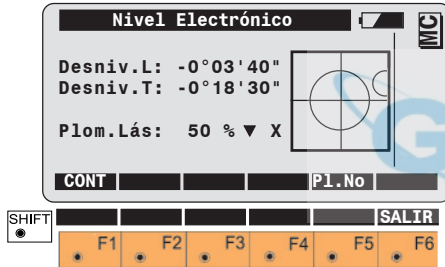 Nivel Electrónico
MC
Desniv.L: -0°03'40"
Desniv.T: -0°18'30"
Plom.Lás: 50 % ▼ X
CONT Pl.No
SHIFT SALIR
F1 F2 F3 F4 F5 F6